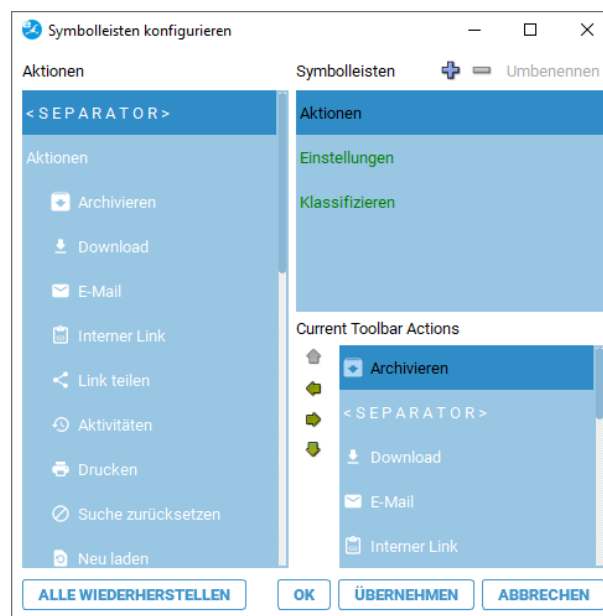 Symbolleisten konfigurieren
Aktionen
<SEPARATOR>
Aktionen
Archivieren
Download
E-Mail
Interner Link
Link teilen
Aktivitäten
Drucken
Suche zurücksetzen
Neu laden
Symbolleisten
Umbenennen
Aktionen
Einstellungen
Klassifizieren
Current Toolbar Actions
Archivieren
<SEPARATOR>
Download
E-Mail
Interner Link
ALLE WIEDERHERSTELLEN
OK
ÜBERNEHMEN
ABBRECHEN